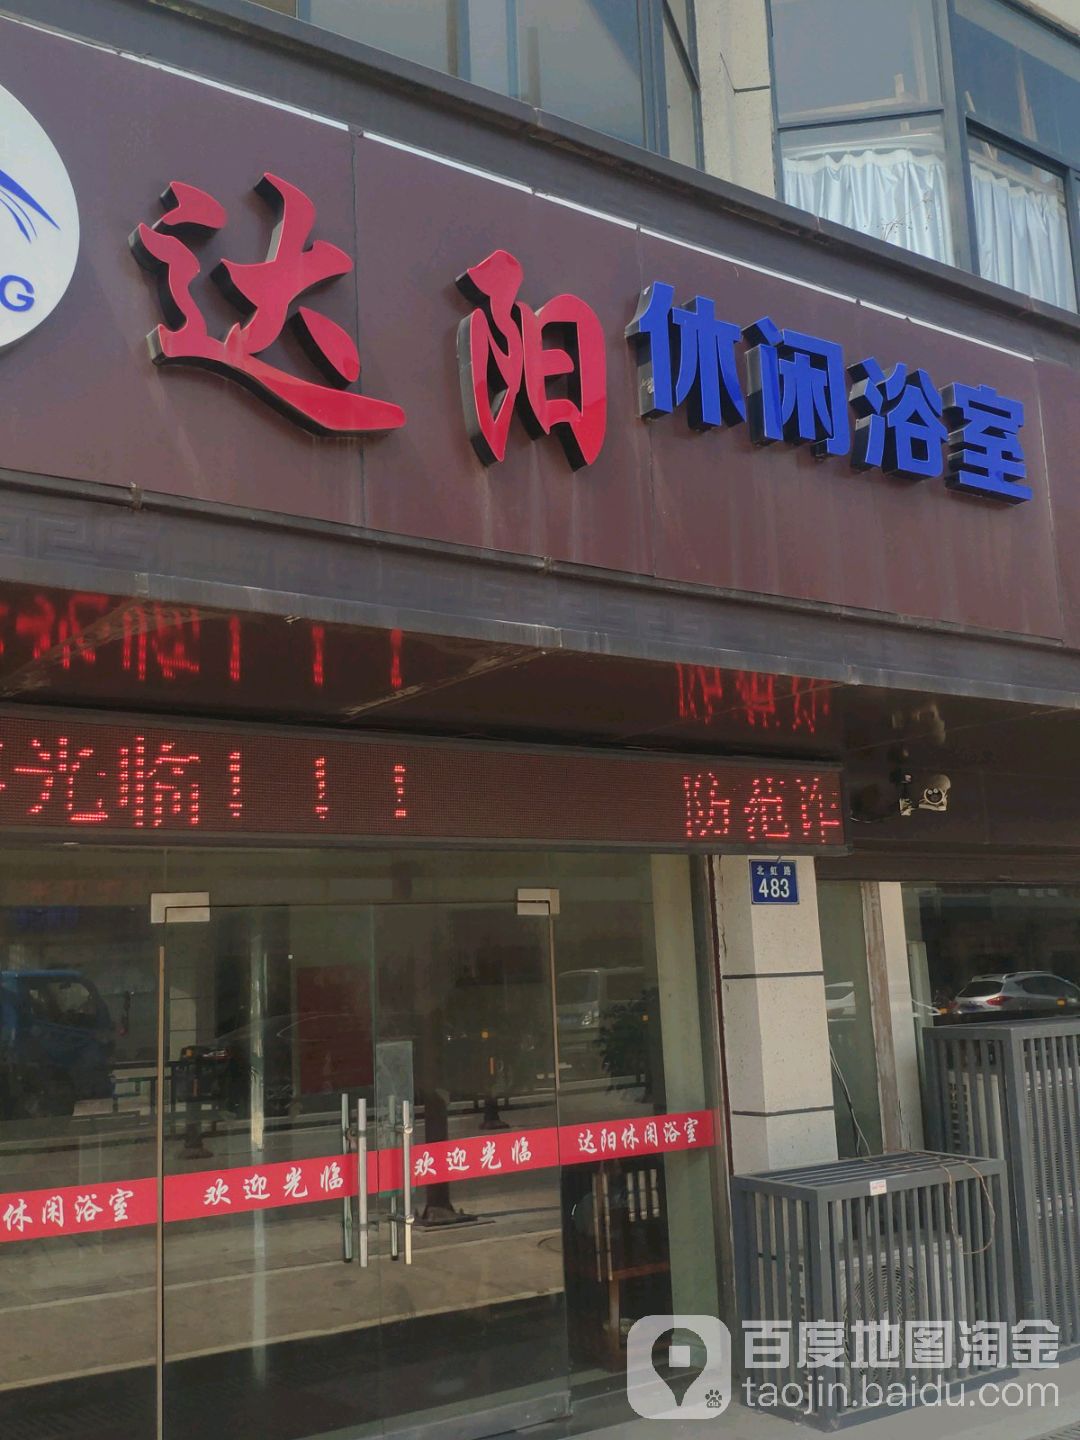 G
达阳休闲浴室
光临！！！ 防范诈
北虹路
483
休闲浴室 欢迎光临 欢迎光临 达阳休闲浴室
百度地图淘金
taojin.baidu.com